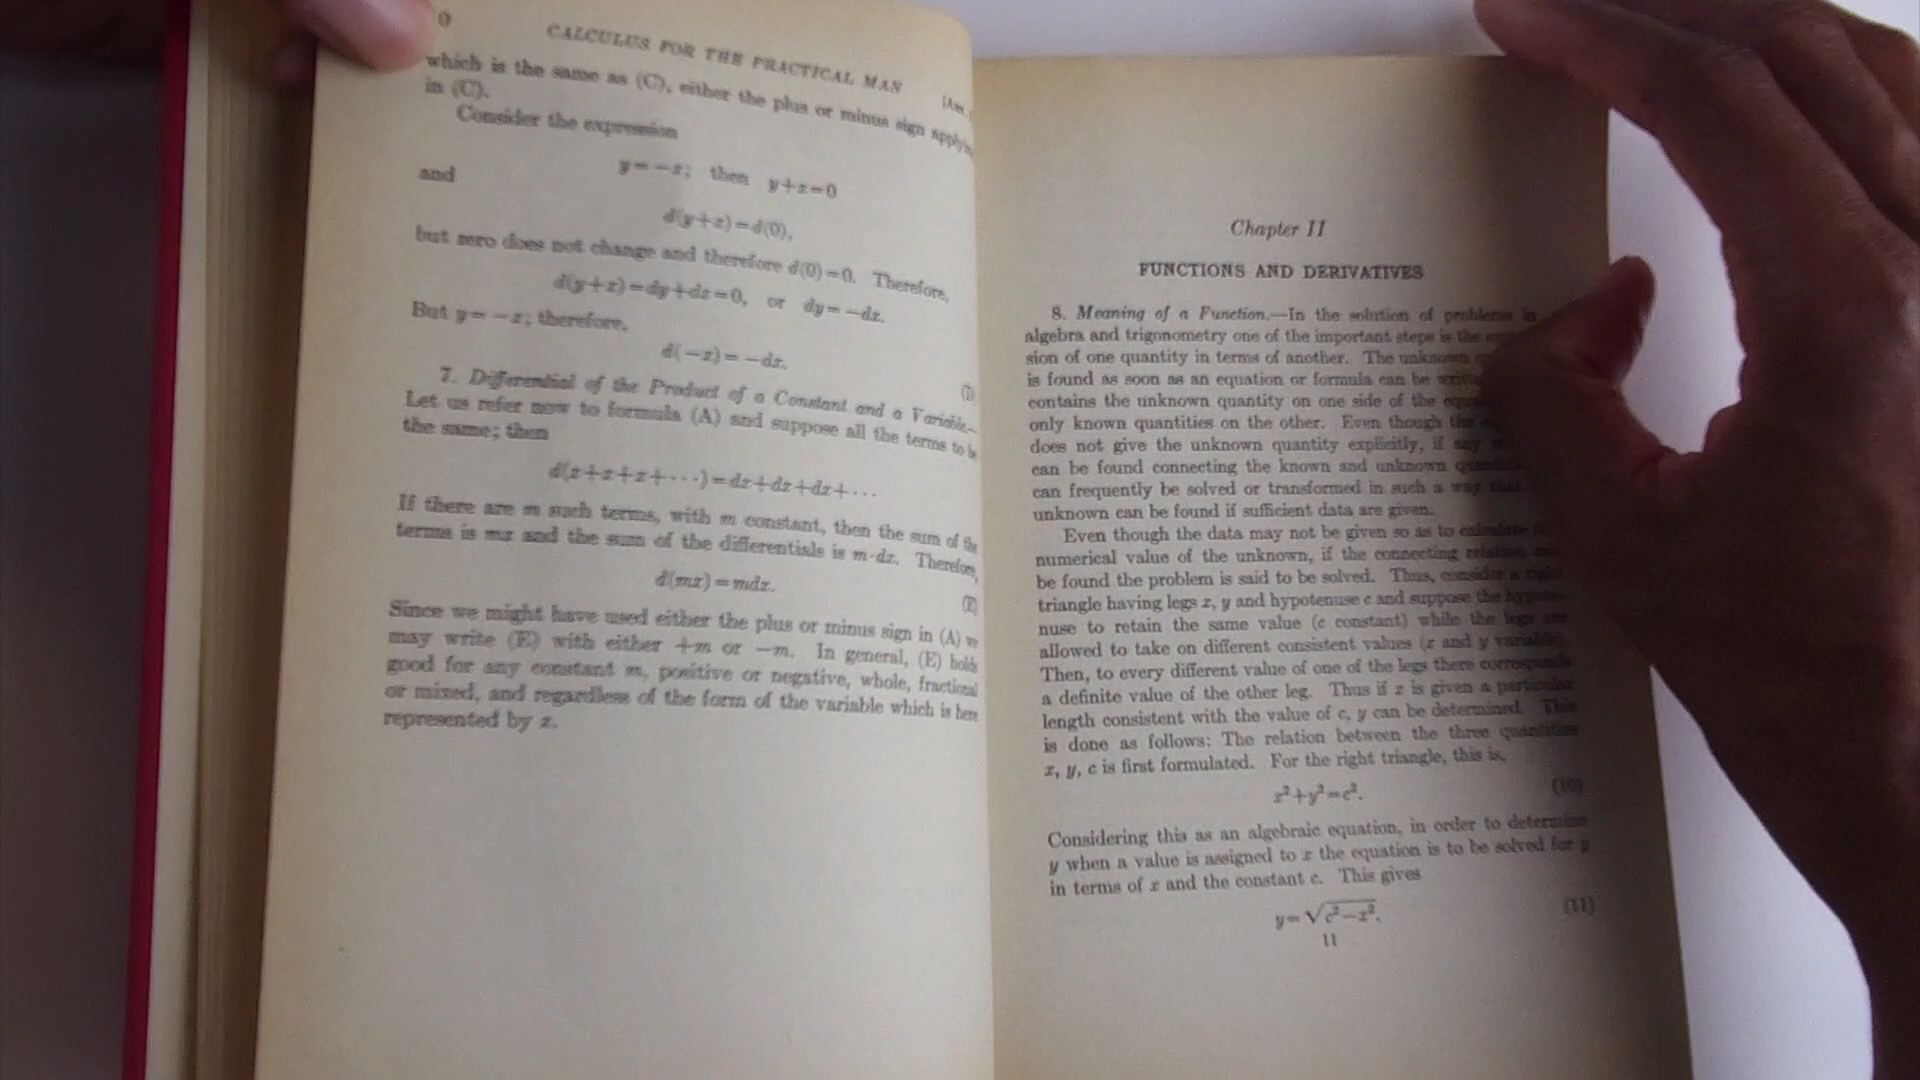 0
CALCULUS FOR THE PRACTICAL MAN
which is the same as (C), either the plus or minus sign
in (C).
Consider the expression
y=-x; then y+x=0
and
d(y+x)=d(0),
but zero does not change and therefore d(0)=0. Therefore,
d(y+x)=dy+dx=0, or dy=-dx.
But y=-x; therefore,
d(-x)=-dx.
7. Differential of the Product of a Constant and a Variable.—
Let us refer now to formula (A) and suppose all the terms to be
the same; then
d(x+x+x+···)=dx+dx+dx+···
If there are m such terms, with m constant, then the sum of the
terms is mx and the sum of the differentials is m·dx. Therefore,
d(mx)=mdx.
Since we might have used either the plus or minus sign in (A) we
may write (E) with either +m or -m. In general, (E) holds
good for any constant m, positive or negative, whole, fractional
or mixed, and regardless of the form of the variable which is here
represented by x.
Chapter II
FUNCTIONS AND DERIVATIVES
8. Meaning of a Function.—In the solution of problems in
algebra and trigonometry one of the important steps is the
sion of one quantity in terms of another. The unknown
is found as soon as an equation or formula can be
contains the unknown quantity on one side of the
only known quantities on the other. Even though the
does not give the unknown quantity explicitly, if any
can be found connecting the known and unknown
can frequently be solved or transformed in such a way that
unknown can be found if sufficient data are given.
Even though the data may not be given so as to calculate
numerical value of the unknown, if the connecting relation can
be found the problem is said to be solved. Thus, consider a right
triangle having legs x, y and hypotenuse c and suppose the hypote-
nuse to retain the same value (c constant) while the legs are
allowed to take on different consistent values (x and y variable).
Then, to every different value of one of the legs there corresponds
a definite value of the other leg. Thus if x is given a particular
length consistent with the value of c, y can be determined. This
is done as follows: The relation between the three quantities
x, y, c is first formulated. For the right triangle, this is,
x²+y²=c². (10)
Considering this as an algebraic equation, in order to determine
y when a value is assigned to x the equation is to be solved for y
in terms of x and the constant c. This gives
y=√c²-x². (11)
11